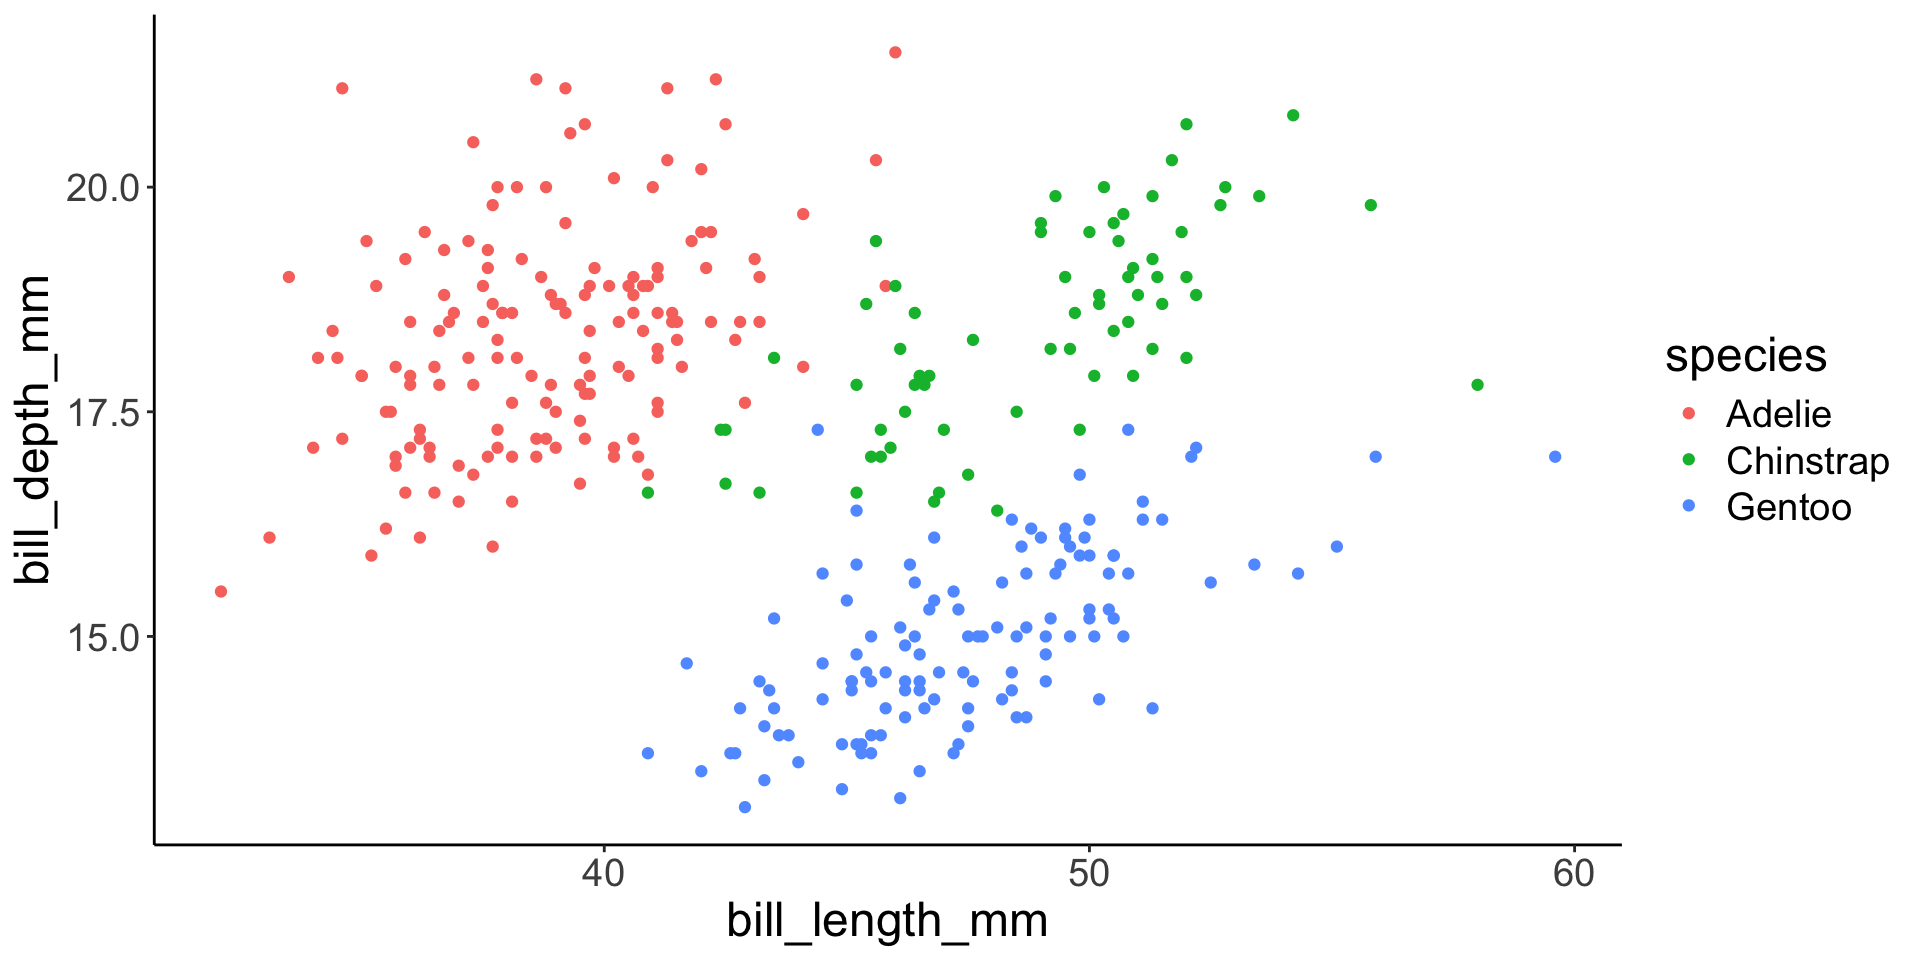 bill_depth_mm
20.0
17.5
15.0
40
50
60
bill_length_mm
species
Adelie
Chinstrap
Gentoo